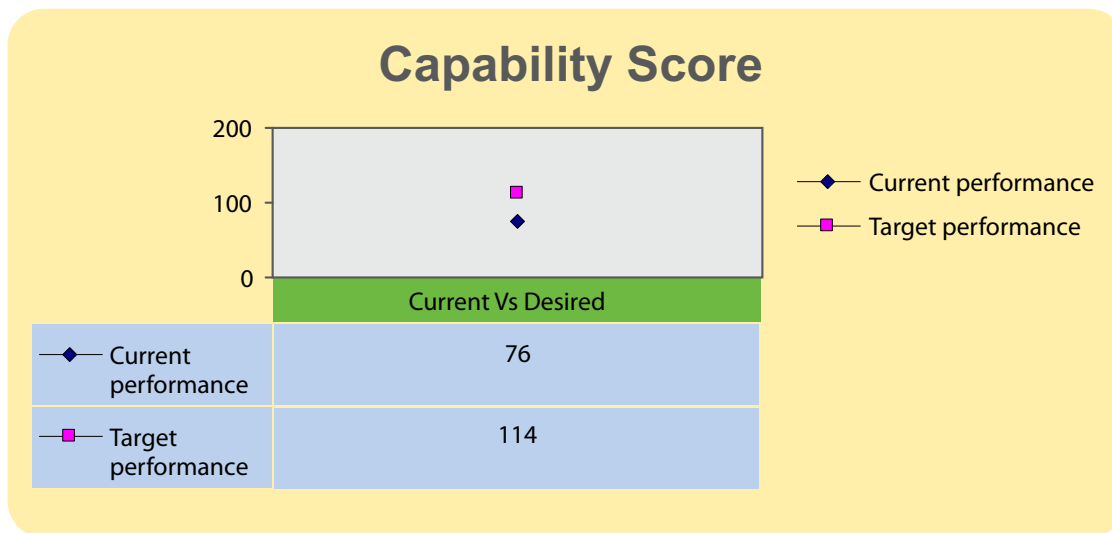 Capability Score
200
100
0
Current performance
Target performance
Current Vs Desired
Current
performance
76
Target
performance
114